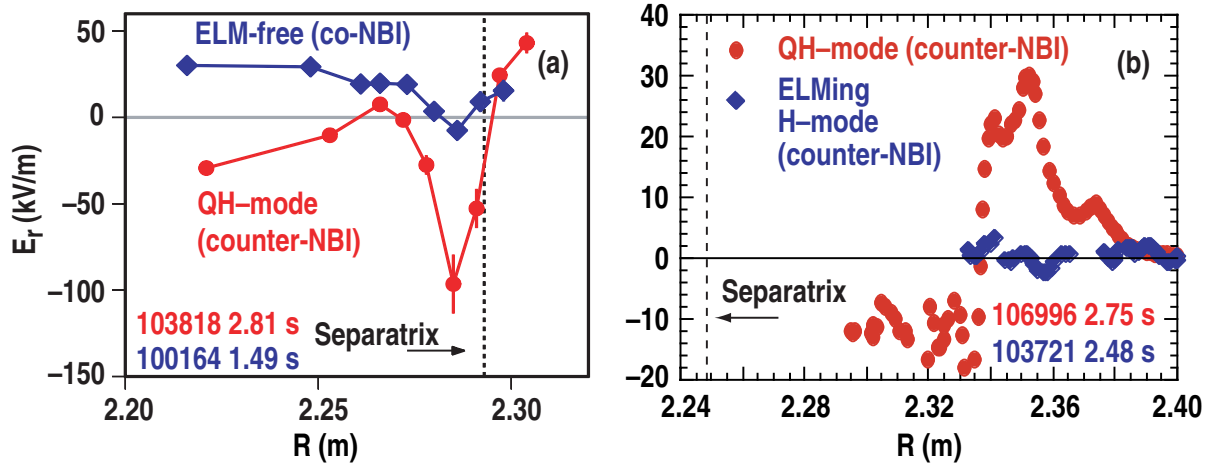 50
0
−50
−100
−150
E_r (kV/m)
ELM-free (co-NBI)
(a)
QH–mode
(counter-NBI)
103818 2.81 s
100164 1.49 s
Separatrix
2.20
2.25
2.30
R (m)
40
30
20
10
0
−10
−20
QH–mode (counter-NBI)
(b)
ELMing
H–mode
(counter-NBI)
Separatrix
106996 2.75 s
103721 2.48 s
2.24
2.28
2.32
2.36
2.40
R (m)